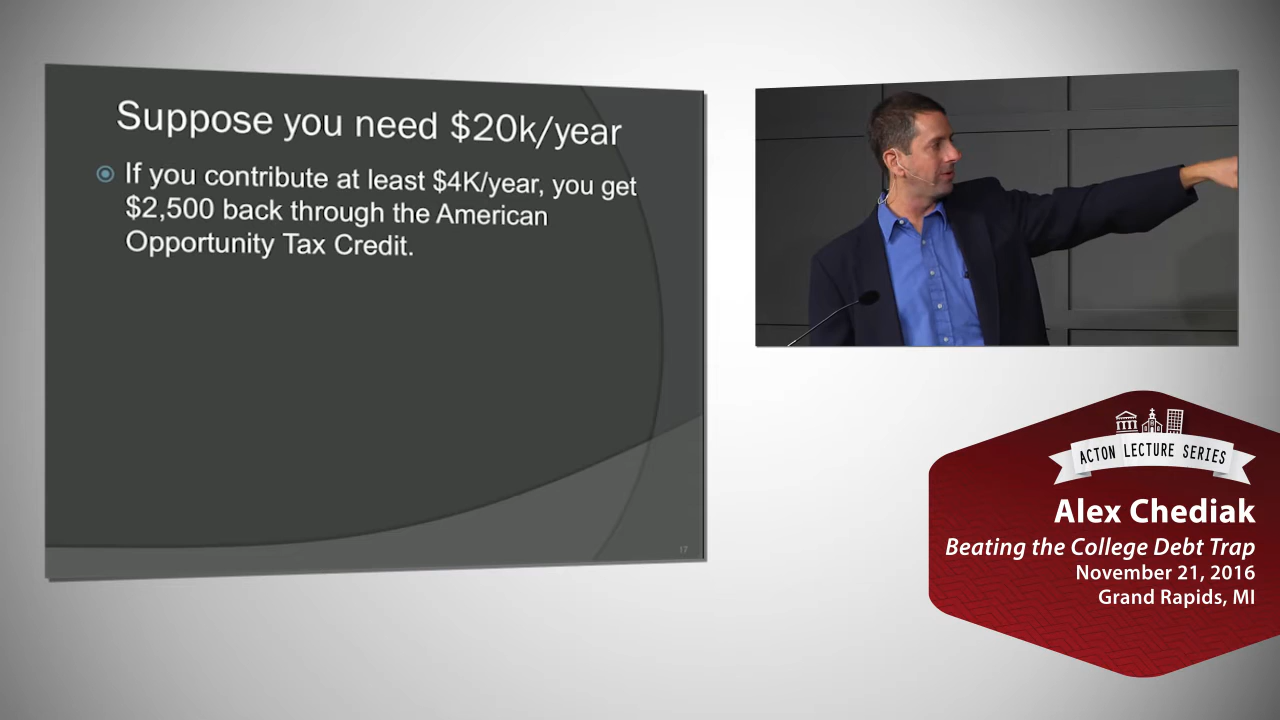 Suppose you need $20k/year
If you contribute at least $4K/year, you get
$2,500 back through the American
Opportunity Tax Credit.
17
ACTON LECTURE SERIES
Alex Chediak
Beating the College Debt Trap
November 21, 2016
Grand Rapids, MI